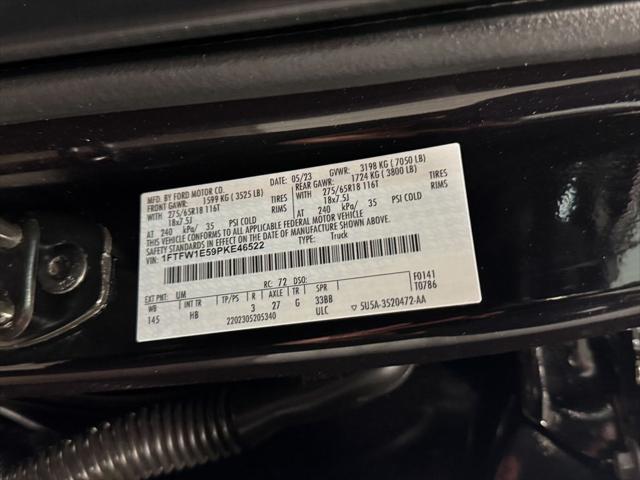 MFD. BY FORD MOTOR CO. 05/23 GVWR: 3198 KG ( 7050 LB)
FRONT GAWR: 1599 KG ( 3525 LB) REAR GAWR: 1724 KG ( 3800 LB)
WITH 275/65R18 116T TIRES WITH 275/65R18 116T TIRES
18x7.5J RIMS 18x7.5J RIMS
AT 240 kPa/ 35 PSI COLD AT 240 kPa/ 35 PSI COLD
THIS VEHICLE CONFORMS TO ALL APPLICABLE FEDERAL MOTOR VEHICLE
SAFETY STANDARDS IN EFFECT ON THE DATE OF MANUFACTURE SHOWN ABOVE.
VIN: 1FTFW1E59PKE46522 TYPE: Truck
EXT PNT: UM RC: 72 DSO: F0141
WB INT TR TP/PS R AXLE TR SPR T0786
145 HB 3 27 G 33BB
2202305205340 ULC 5U5A-3520472-AA